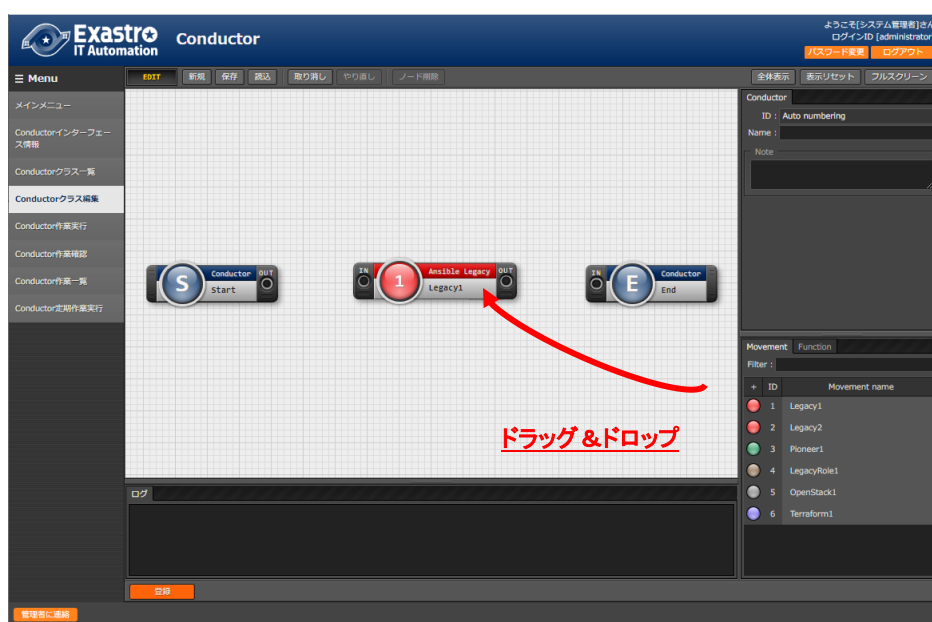 Exastro
IT Automation
Conductor
ようこそ[システム管理者]さん
ログインID [administrator
パスワード変更 ログアウト
☰ Menu
EDIT 新規 保存 読込 取り消し やり直し ノード削除 全体表示 表示リセット フルスクリーン
メインメニュー
Conductorインターフェー
ス情報
Conductorクラス一覧
Conductorクラス編集
Conductor作業実行
Conductor作業確認
Conductor作業一覧
Conductor定期作業実行
Conductor
ID : Auto numbering
Name :
Note
S Conductor OUT
Start
IN 1 Ansible Legacy OUT
Legacy1
IN E Conductor
End
ドラッグ&ドロップ
Movement Function
Filter :
+ ID Movement name
1 Legacy1
2 Legacy2
3 Pioneer1
4 LegacyRole1
5 OpenStack1
6 Terraform1
ログ
登録
管理者に連絡